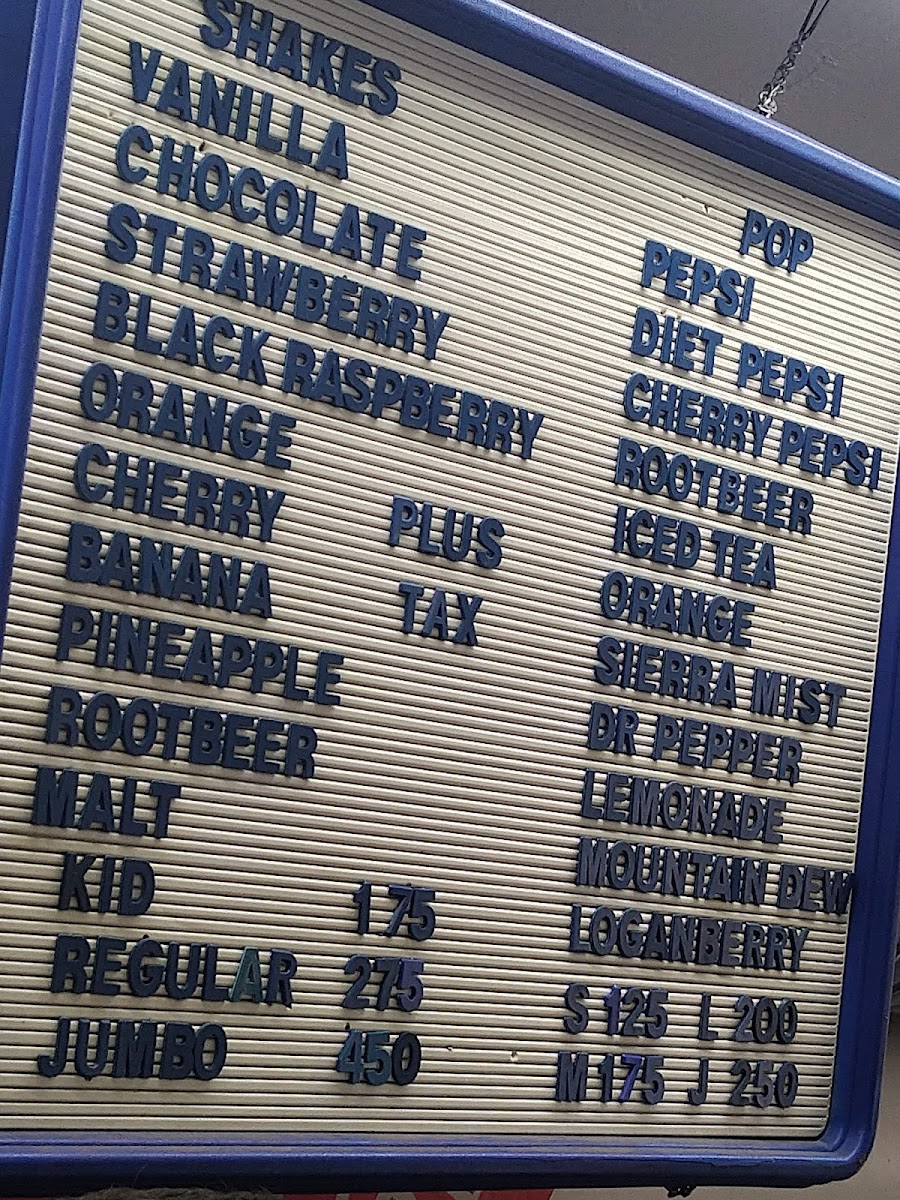 SHAKES
VANILLA
CHOCOLATE
STRAWBERRY
BLACK RASPBERRY
ORANGE
CHERRY
BANANA
PINEAPPLE
ROOTBEER
MALT
PLUS
TAX
KID 175
REGULAR 275
JUMBO 450
POP
PEPSI
DIET PEPSI
CHERRY PEPSI
ROOTBEER
ICED TEA
ORANGE
SIERRA MIST
DR PEPPER
LEMONADE
MOUNTAIN DEW
LOGANBERRY
S 125 L 200
M 175 J 250